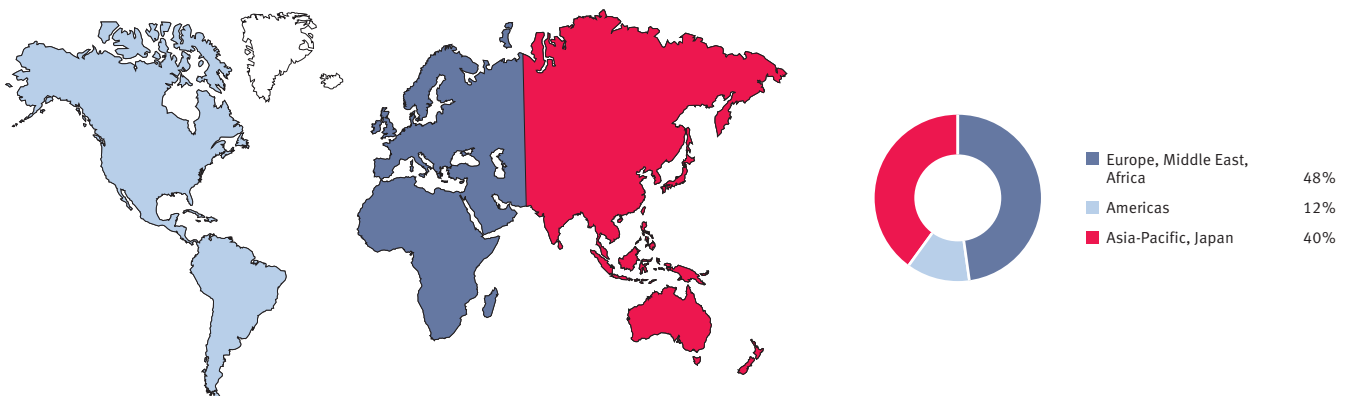 Europe, Middle East,
Africa 48%
Americas 12%
Asia-Pacific, Japan 40%